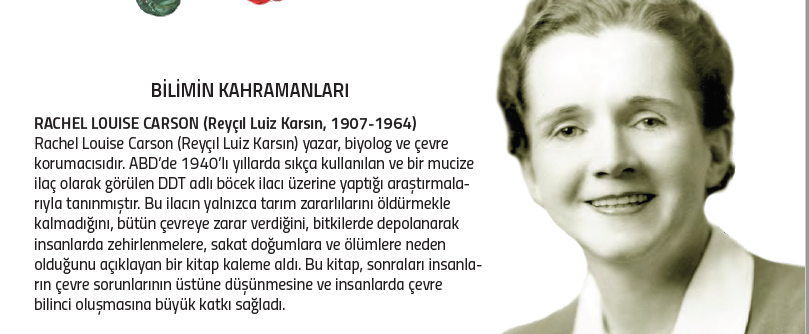 BİLİMİN KAHRAMANLARI
RACHEL LOUISE CARSON (Reyçıl Luiz Karsın, 1907-1964)
Rachel Louise Carson (Reyçıl Luiz Karsın) yazar, biyolog ve çevre
korumacısıdır. ABD’de 1940’lı yıllarda sıkça kullanılan ve bir mucize
ilaç olarak görülen DDT adlı böcek ilacı üzerine yaptığı araştırmala-
rıyla tanınmıştır. Bu ilacın yalnızca tarım zararlılarını öldürmekle
kalmadığını, bütün çevreye zarar verdiğini, bitkilerde depolanarak
insanlarda zehirlenmelere, sakat doğumlara ve ölümlere neden
olduğunu açıklayan bir kitap kaleme aldı. Bu kitap, sonraları insanla-
rın çevre sorunlarının üstüne düşünmesine ve insanlarda çevre
bilinci oluşmasına büyük katkı sağladı.